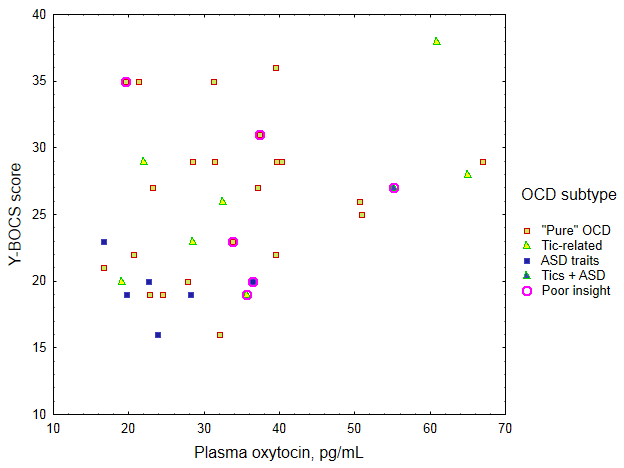 40
35
30
25
20
15
10
Y-BOCS score
10 20 30 40 50 60 70
Plasma oxytocin, pg/mL
OCD subtype
"Pure" OCD
Tic-related
ASD traits
Tics + ASD
Poor insight